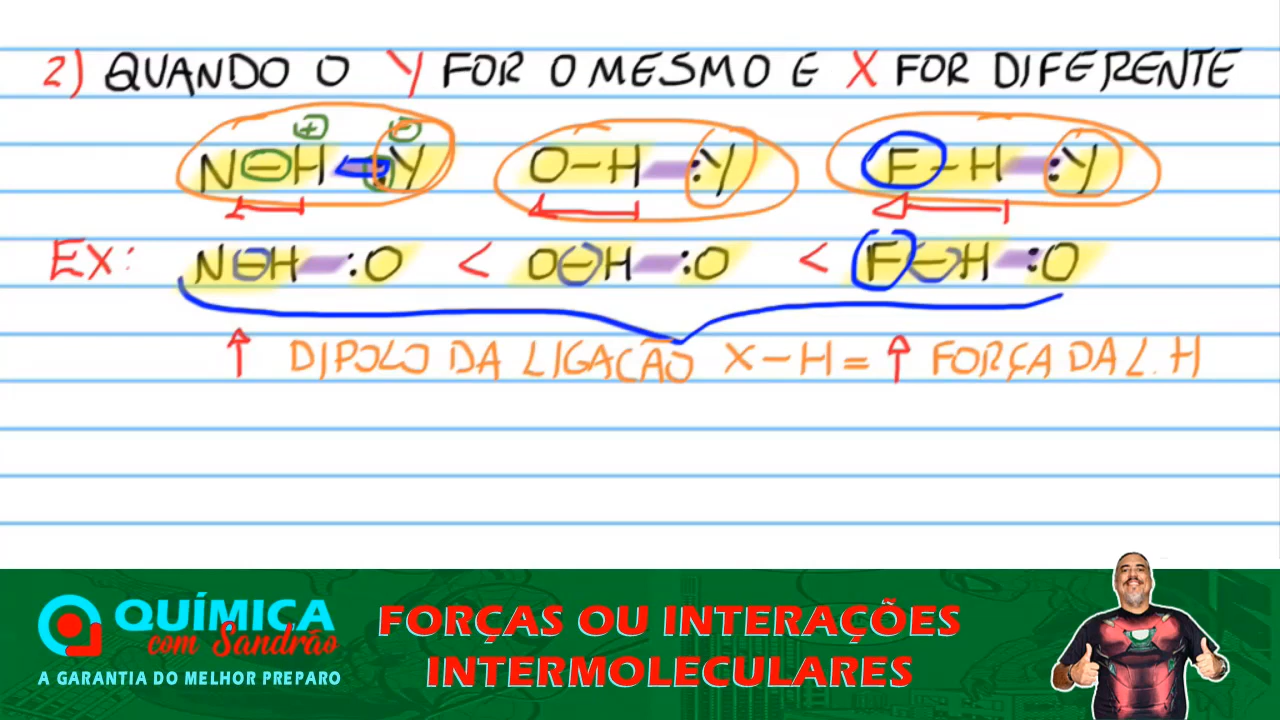 2) QUANDO O Y FOR O MESMO E X FOR DIFERENTE
+ -
N-H :Y O-H :Y F-H :Y
EX: N-H :O < O-H :O < F-H :O
↑ DIPOLO DA LIGAÇÃO X-H = ↑ FORÇA DA L.H
QUÍMICA
com Sandrão
A GARANTIA DO MELHOR PREPARO
FORÇAS OU INTERAÇÕES
INTERMOLECULARES